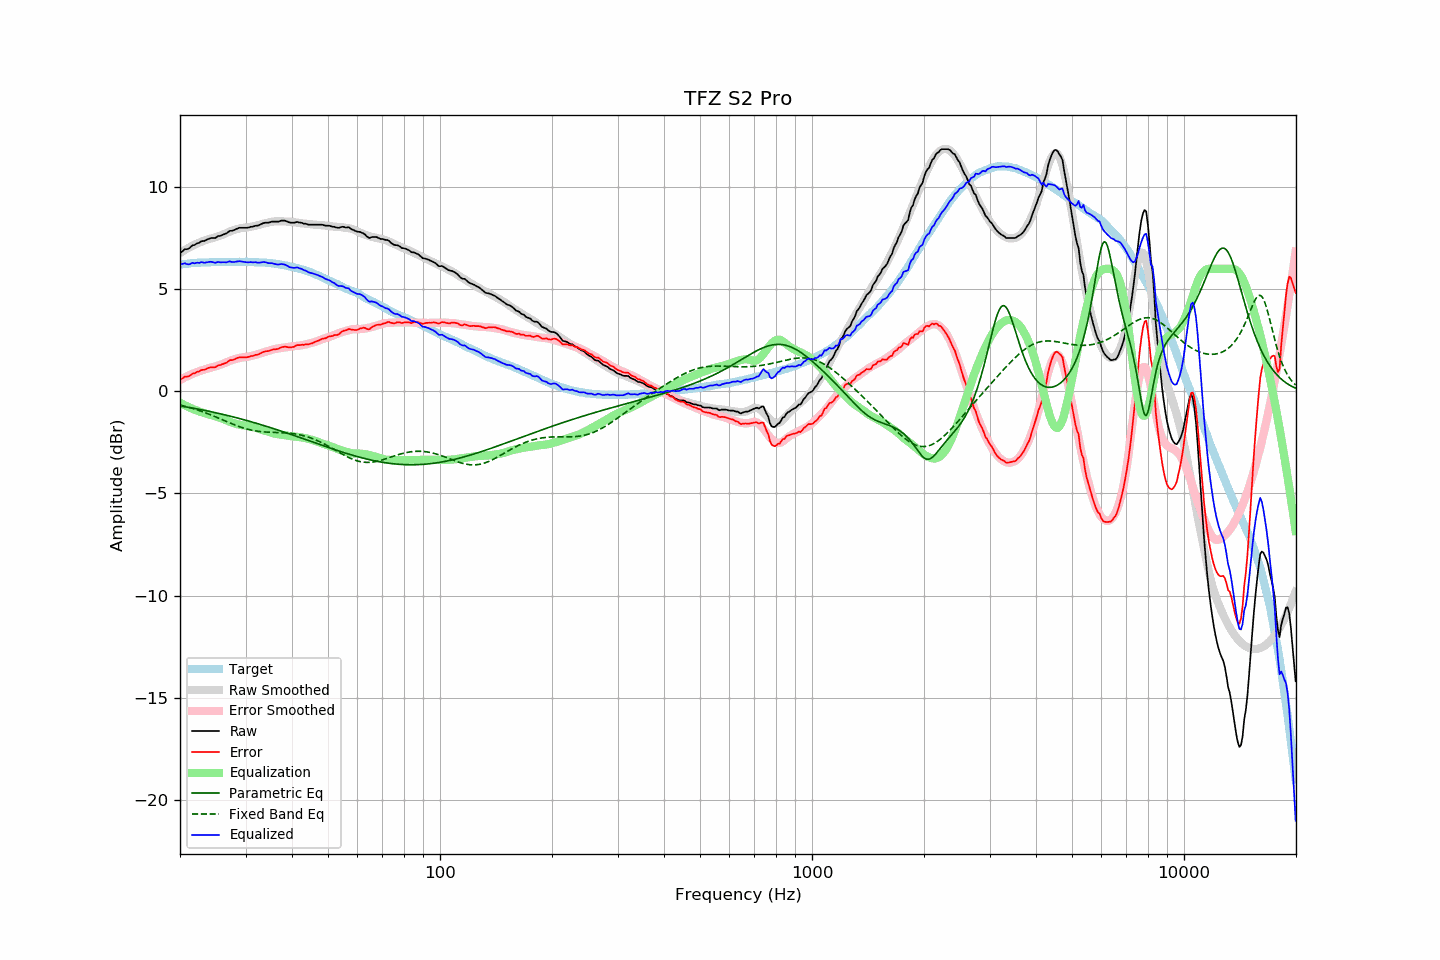 TFZ S2 Pro
Amplitude (dBr)
10
5
0
−5
−10
−15
−20
Target
Raw Smoothed
Error Smoothed
Raw
Error
Equalization
Parametric Eq
Fixed Band Eq
Equalized
100
1000
10000
Frequency (Hz)